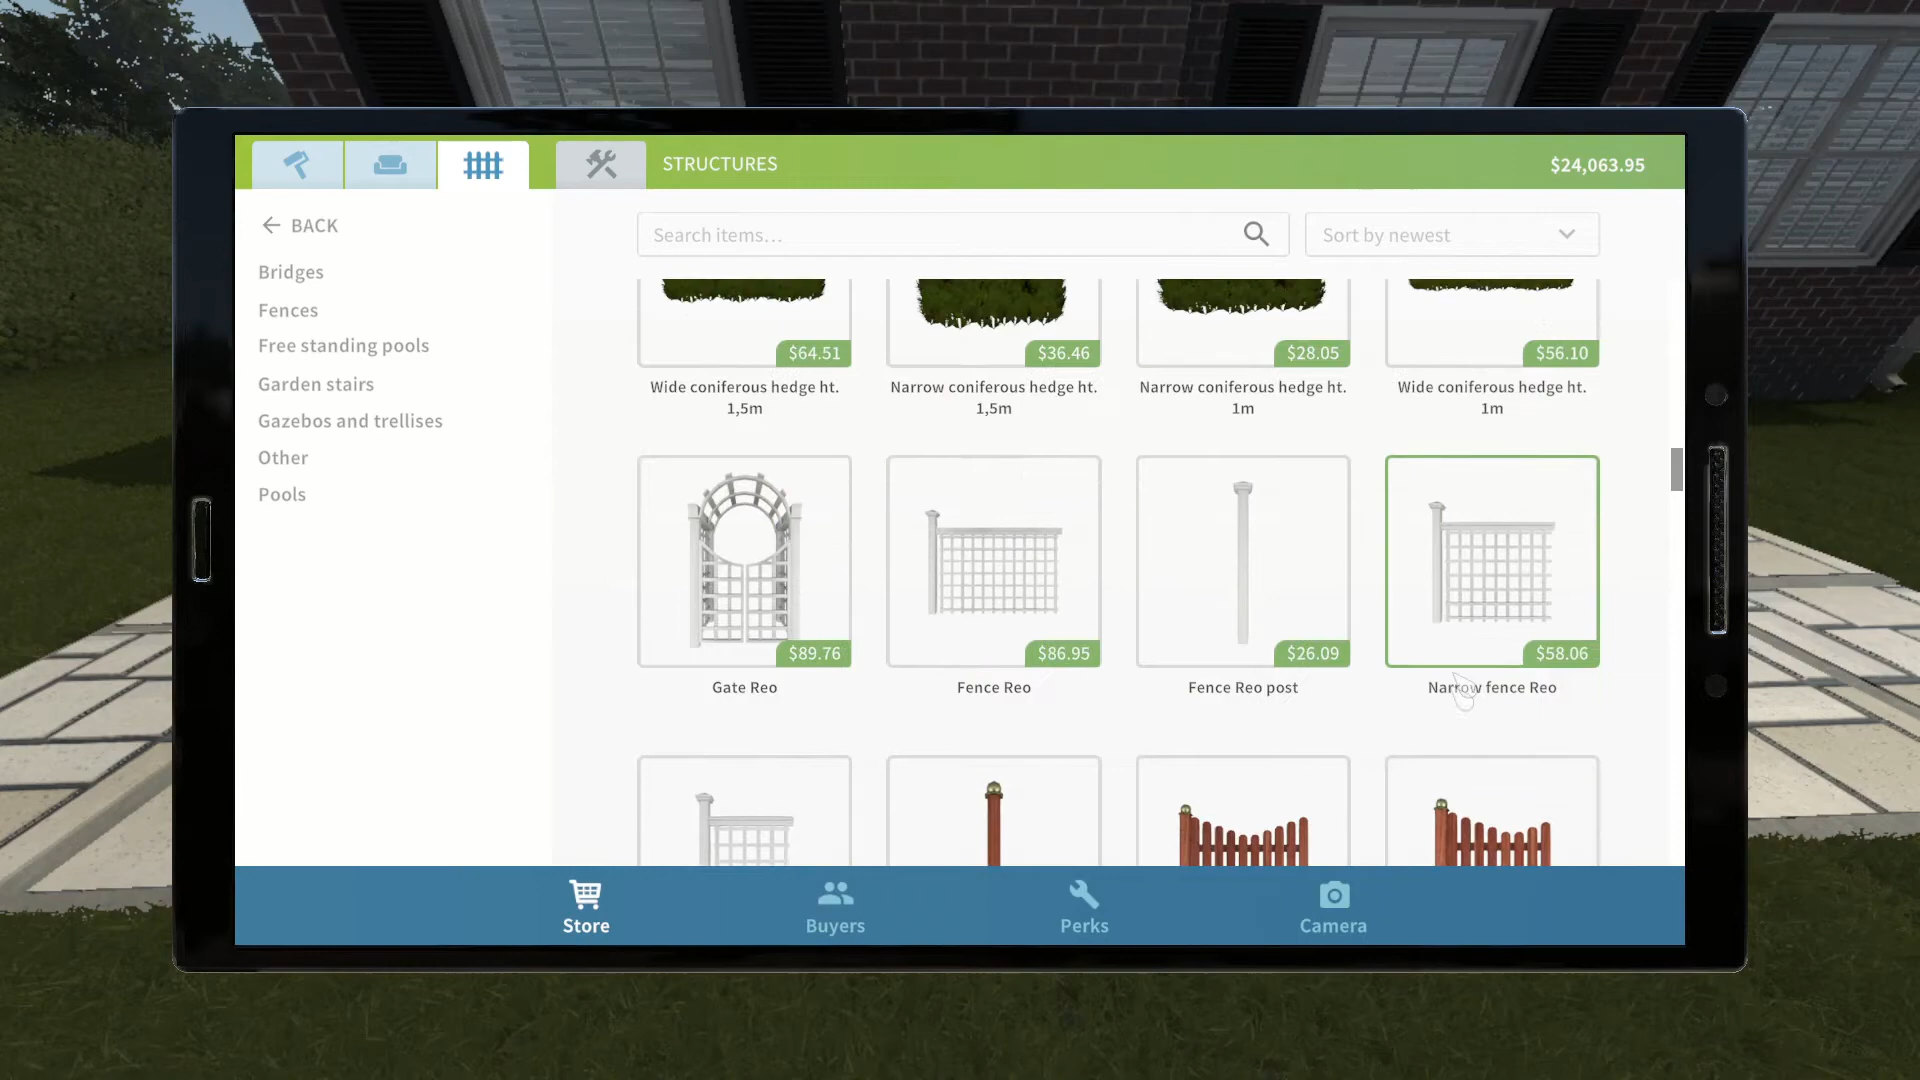 STRUCTURES
$24,063.95
BACK
Bridges
Fences
Free standing pools
Garden stairs
Gazebos and trellises
Other
Pools
Search items...
Sort by newest
$64.51
$36.46
$28.05
$56.10
Wide coniferous hedge ht.
1,5m
Narrow coniferous hedge ht.
1,5m
Narrow coniferous hedge ht.
1m
Wide coniferous hedge ht.
1m
$89.76
$86.95
$26.09
$58.06
Gate Reo
Fence Reo
Fence Reo post
Narrow fence Reo
Store
Buyers
Perks
Camera